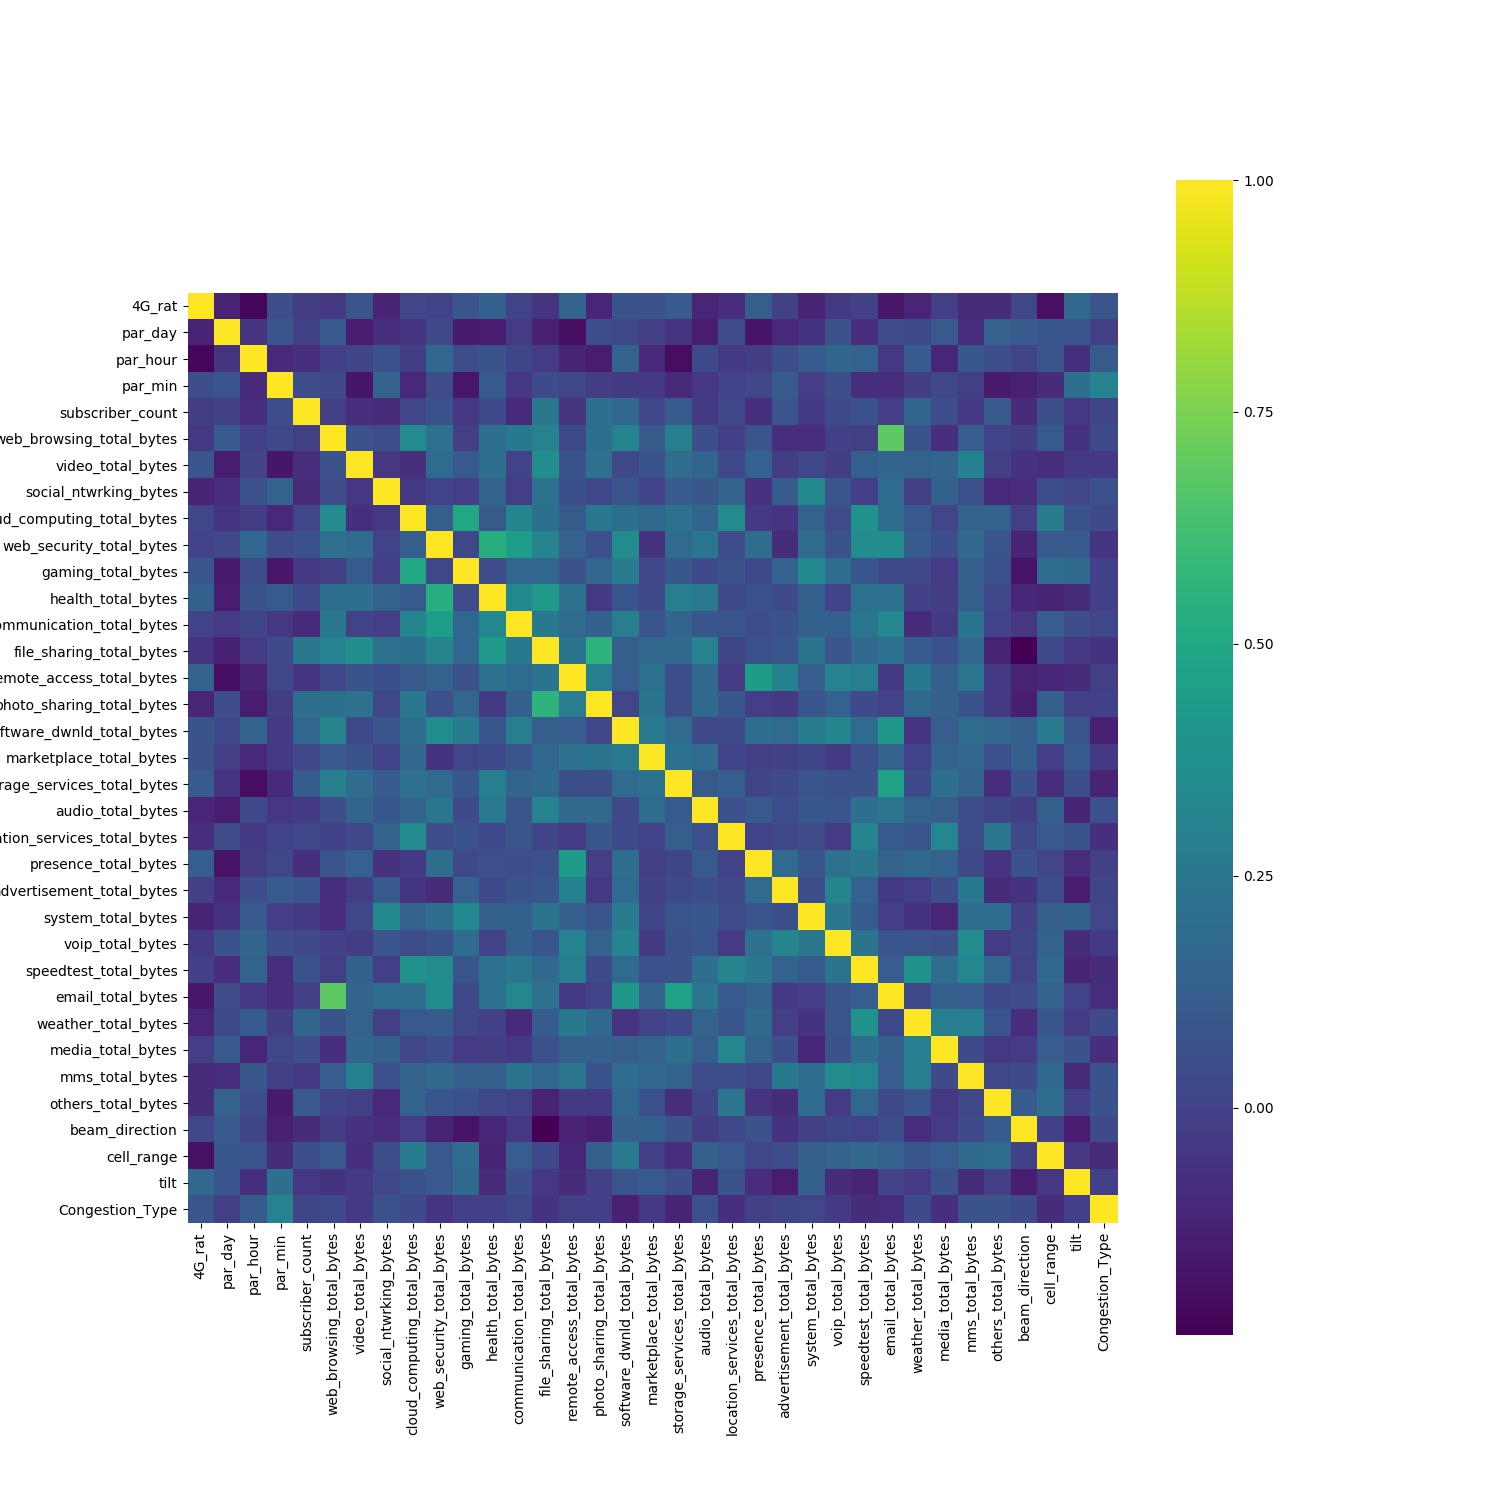 1.00
0.75
0.50
0.25
0.00
4G_rat
par_day
par_hour
par_min
subscriber_count
web_browsing_total_bytes
video_total_bytes
social_ntwrking_bytes
ud_computing_total_bytes
web_security_total_bytes
gaming_total_bytes
health_total_bytes
mmunication_total_bytes
file_sharing_total_bytes
emote_access_total_bytes
photo_sharing_total_bytes
ftware_dwnld_total_bytes
marketplace_total_bytes
rage_services_total_bytes
audio_total_bytes
ation_services_total_bytes
presence_total_bytes
advertisement_total_bytes
system_total_bytes
voip_total_bytes
speedtest_total_bytes
email_total_bytes
weather_total_bytes
media_total_bytes
mms_total_bytes
others_total_bytes
beam_direction
cell_range
tilt
Congestion_Type
4G_rat
par_day
par_hour
par_min
subscriber_count
web_browsing_total_bytes
video_total_bytes
social_ntwrking_bytes
cloud_computing_total_bytes
web_security_total_bytes
gaming_total_bytes
health_total_bytes
communication_total_bytes
file_sharing_total_bytes
remote_access_total_bytes
photo_sharing_total_bytes
software_dwnld_total_bytes
marketplace_total_bytes
storage_services_total_bytes
audio_total_bytes
location_services_total_bytes
presence_total_bytes
advertisement_total_bytes
system_total_bytes
voip_total_bytes
speedtest_total_bytes
email_total_bytes
weather_total_bytes
media_total_bytes
mms_total_bytes
others_total_bytes
beam_direction
cell_range
tilt
Congestion_Type